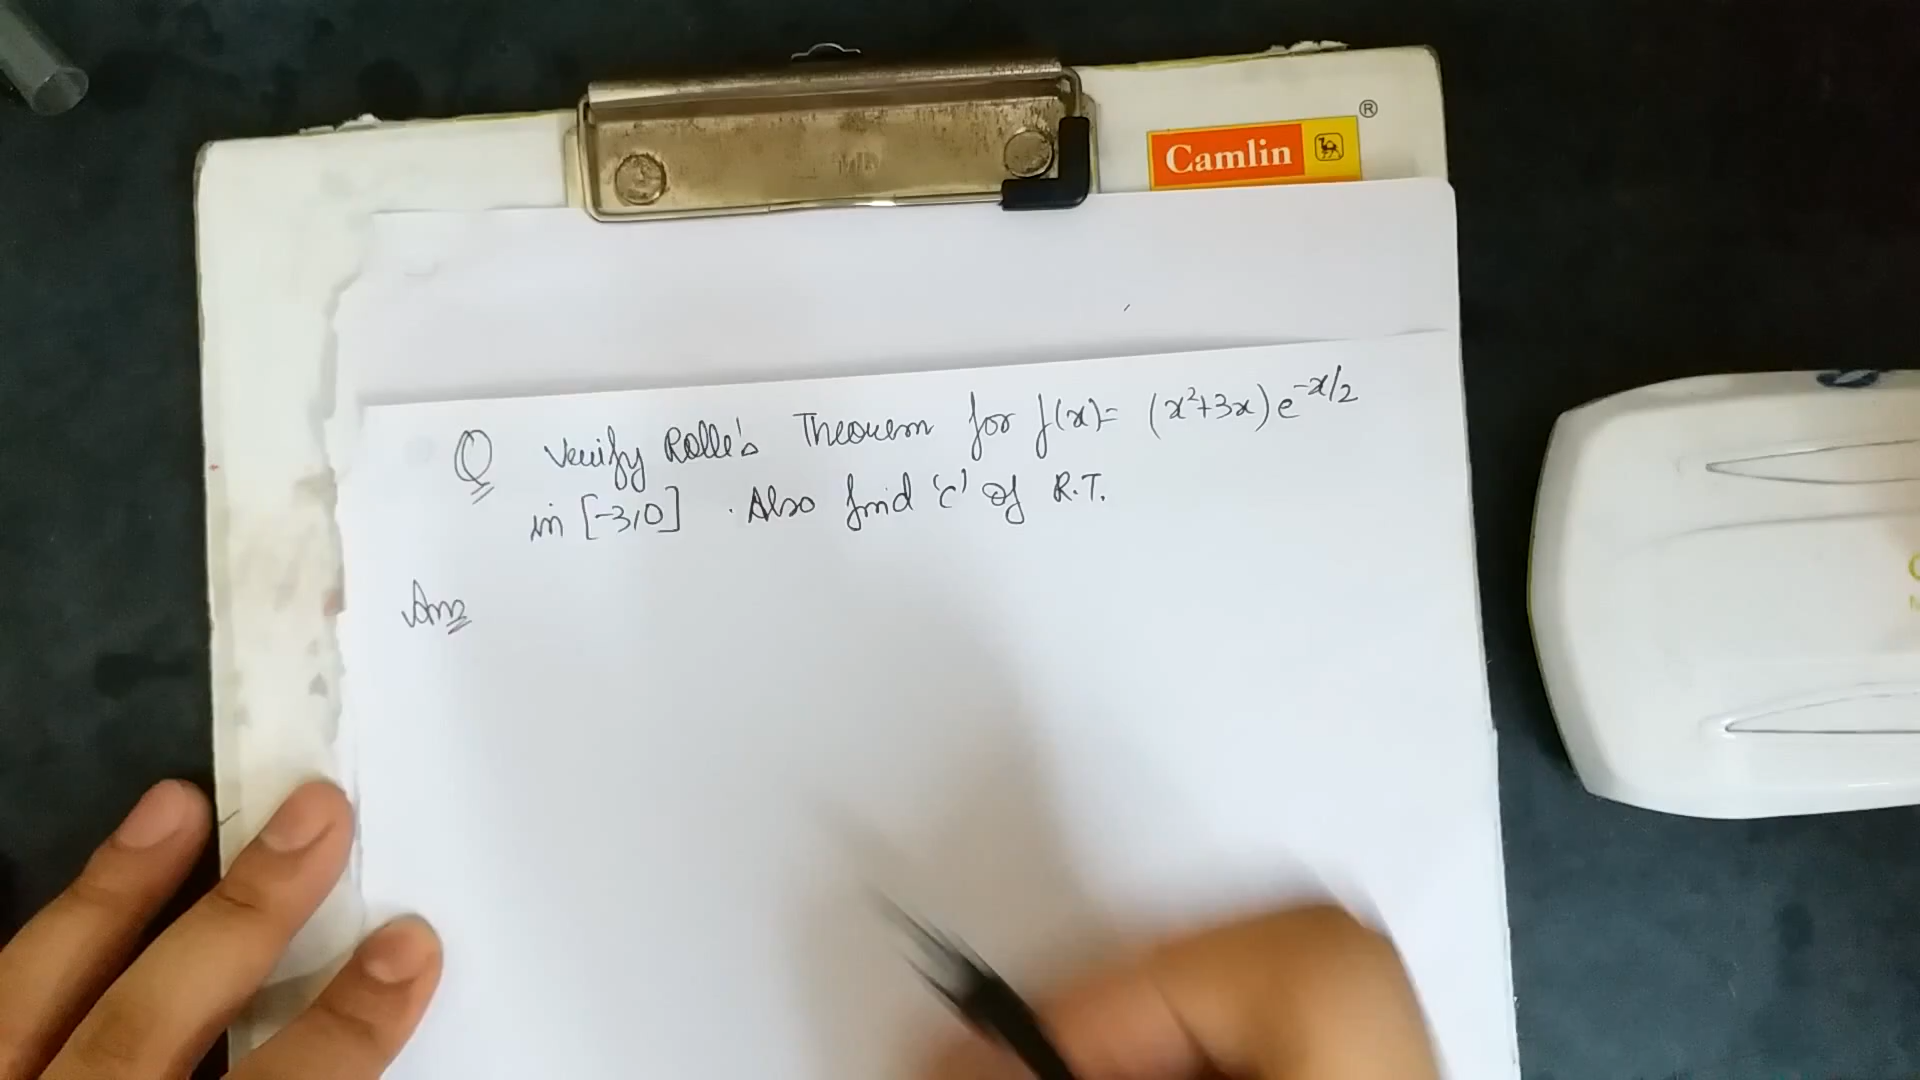 Camlin
®
Q Verify Rolle's Theorem for f(x)= (x²+3x)e^-x/2
in [-3,0] . Also find 'c' of R.T.
Ans